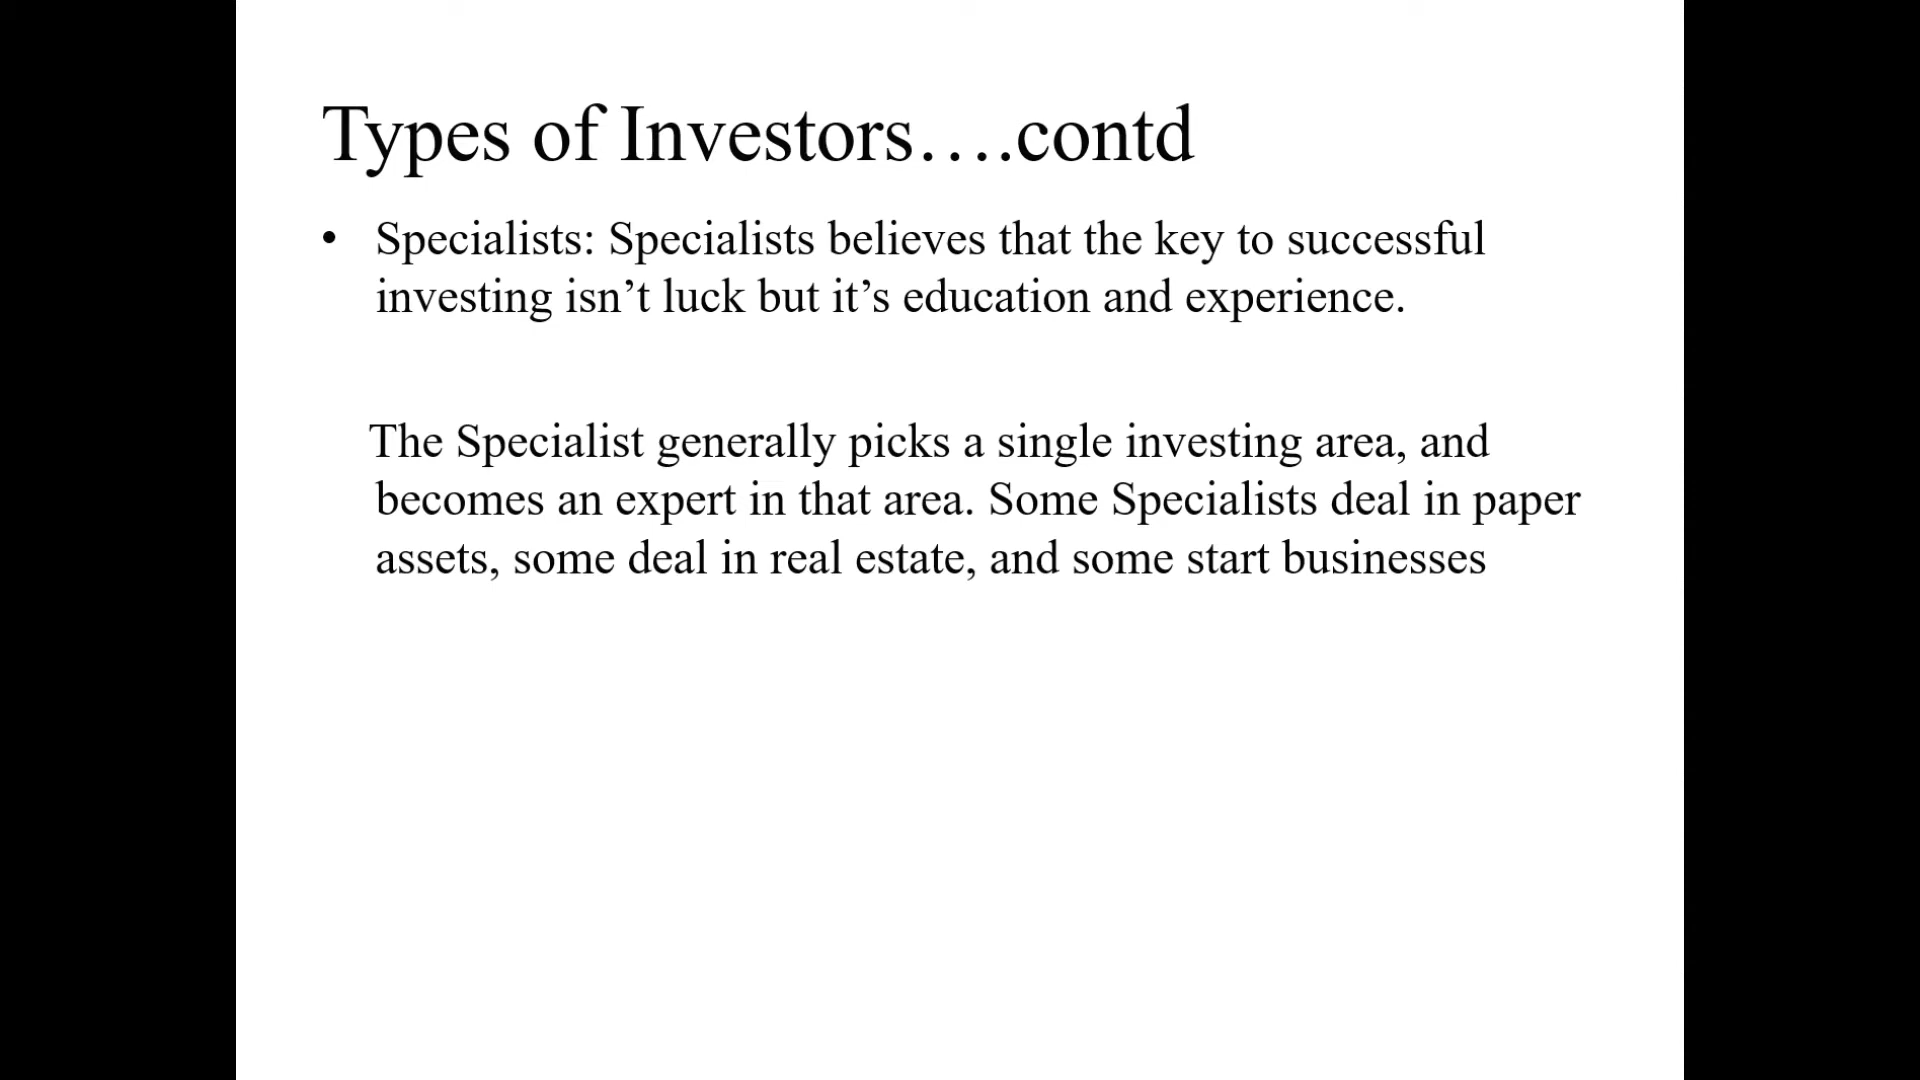 Types of Investors….contd
• Specialists: Specialists believes that the key to successful
investing isn’t luck but it’s education and experience.
The Specialist generally picks a single investing area, and
becomes an expert in that area. Some Specialists deal in paper
assets, some deal in real estate, and some start businesses